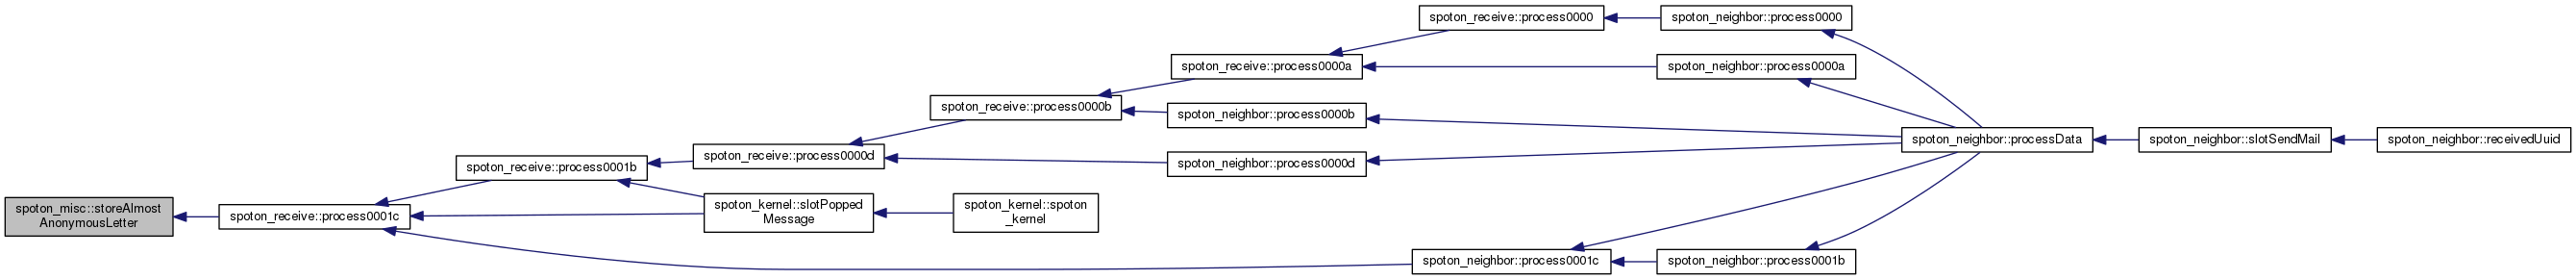 spoton_misc::storeAlmost
AnonymousLetter
spoton_receive::process0001c
spoton_receive::process0001b
spoton_kernel::slotPopped
Message
spoton_receive::process0000d
spoton_kernel::spoton
_kernel
spoton_receive::process0000b
spoton_receive::process0000a
spoton_neighbor::process0000b
spoton_neighbor::process0000d
spoton_receive::process0000
spoton_neighbor::process0001c
spoton_neighbor::process0000
spoton_neighbor::process0000a
spoton_neighbor::process0001b
spoton_neighbor::processData
spoton_neighbor::slotSendMail
spoton_neighbor::receivedUuid